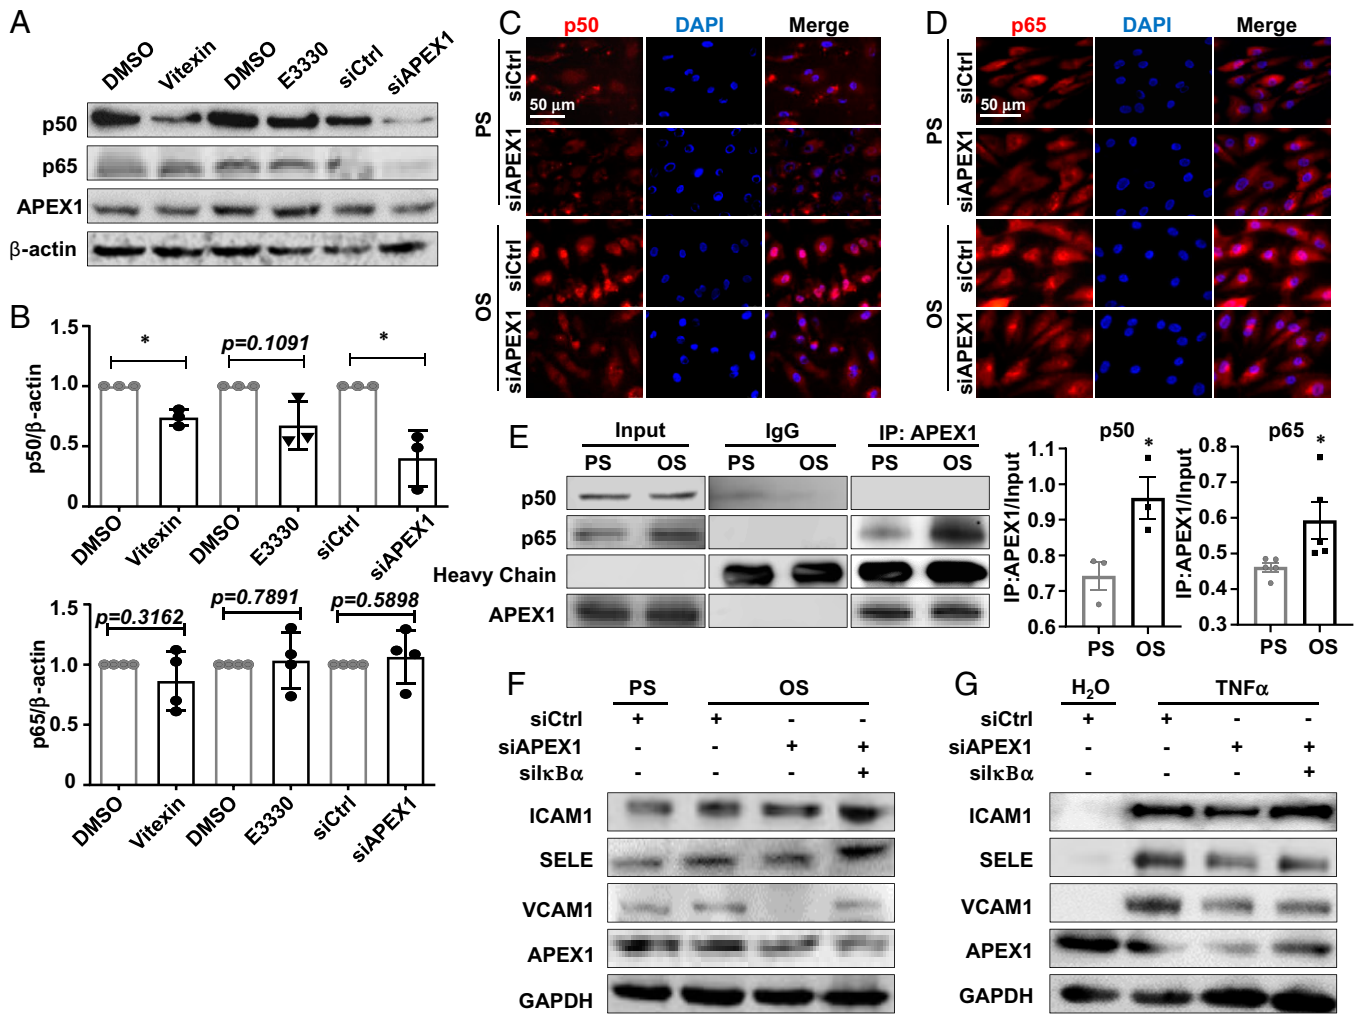 A
DMSO Vitexin DMSO E3330 siCtrl siAPEX1
p50
p65
APEX1
β-actin
B
1.5
1.0
0.5
0
p50/β-actin
* p=0.1091 *
DMSO Vitexin DMSO E3330 siCtrl siAPEX1
1.5
1.0
0.5
0
p65/β-actin
p=0.3162 p=0.7891 p=0.5898
DMSO Vitexin DMSO E3330 siCtrl siAPEX1
C
p50 DAPI Merge
PS
siCtrl
50 µm
siAPEX1
OS
siCtrl
siAPEX1
D
p65 DAPI Merge
PS
siCtrl
50 µm
siAPEX1
OS
siCtrl
siAPEX1
E
Input IgG IP: APEX1
PS OS PS OS PS OS
p50
p65
Heavy Chain
APEX1
p50
*
1.1
1.0
0.9
0.8
0.7
0.6
IP:APEX1/Input
PS OS
p65
*
0.8
0.7
0.6
0.5
0.4
0.3
IP:APEX1/Input
PS OS
F
PS OS
siCtrl + + - -
siAPEX1 - - + +
siIκBα - - - +
ICAM1
SELE
VCAM1
APEX1
GAPDH
G
H2O TNFα
siCtrl + + - -
siAPEX1 - - + +
siIκBα - - - +
ICAM1
SELE
VCAM1
APEX1
GAPDH